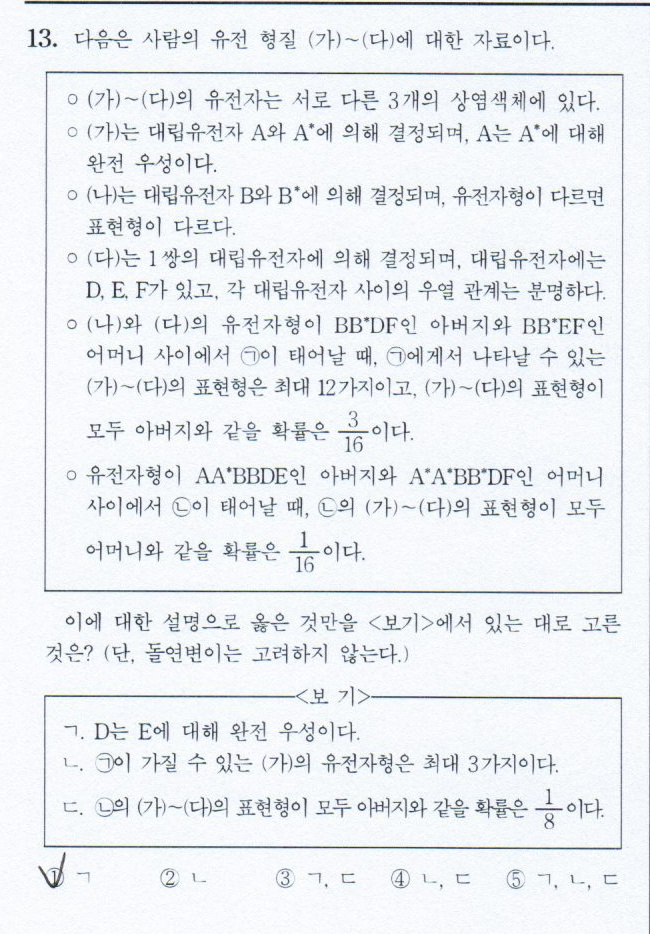 13. 다음은 사람의 유전 형질 (가)~(다)에 대한 자료이다.
○ (가)~(다)의 유전자는 서로 다른 3개의 상염색체에 있다.
○ (가)는 대립유전자 A와 A*에 의해 결정되며, A는 A*에 대해
완전 우성이다.
○ (나)는 대립유전자 B와 B*에 의해 결정되며, 유전자형이 다르면
표현형이 다르다.
○ (다)는 1쌍의 대립유전자에 의해 결정되며, 대립유전자에는
D, E, F가 있고, 각 대립유전자 사이의 우열 관계는 분명하다.
○ (나)와 (다)의 유전자형이 BB*DF인 아버지와 BB*EF인
어머니 사이에서 ㉠이 태어날 때, ㉠에게서 나타날 수 있는
(가)~(다)의 표현형은 최대 12가지이고, (가)~(다)의 표현형이
모두 아버지와 같을 확률은 3/16이다.
○ 유전자형이 AA*BBDE인 아버지와 A*A*BB*DF인 어머니
사이에서 ㉡이 태어날 때, ㉡의 (가)~(다)의 표현형이 모두
어머니와 같을 확률은 1/16이다.
이에 대한 설명으로 옳은 것만을 <보기>에서 있는 대로 고른
것은? (단, 돌연변이는 고려하지 않는다.)
<보 기>
ㄱ. D는 E에 대해 완전 우성이다.
ㄴ. ㉠이 가질 수 있는 (가)의 유전자형은 최대 3가지이다.
ㄷ. ㉡의 (가)~(다)의 표현형이 모두 아버지와 같을 확률은 1/8이다.
① ㄱ ② ㄴ ③ ㄱ, ㄷ ④ ㄴ, ㄷ ⑤ ㄱ, ㄴ, ㄷ